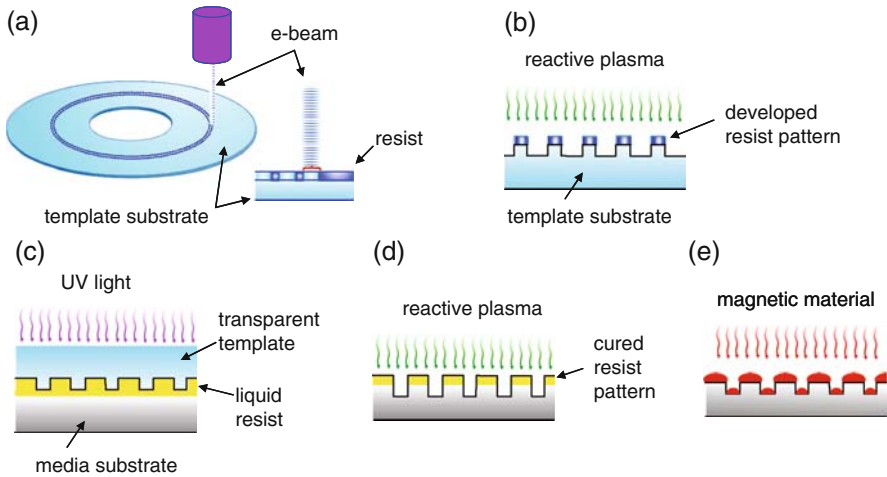 (a)
e-beam
resist
template substrate
(b)
reactive plasma
developed
resist pattern
template substrate
(c)
UV light
transparent
template
liquid
resist
media substrate
(d)
reactive plasma
cured
resist
pattern
(e)
magnetic material